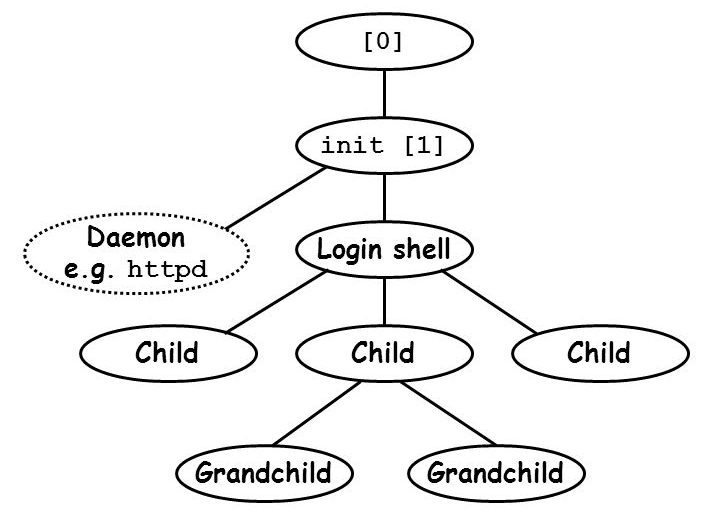 [0]
init [1]
Daemon
e.g. httpd
Login shell
Child
Child
Child
Grandchild
Grandchild